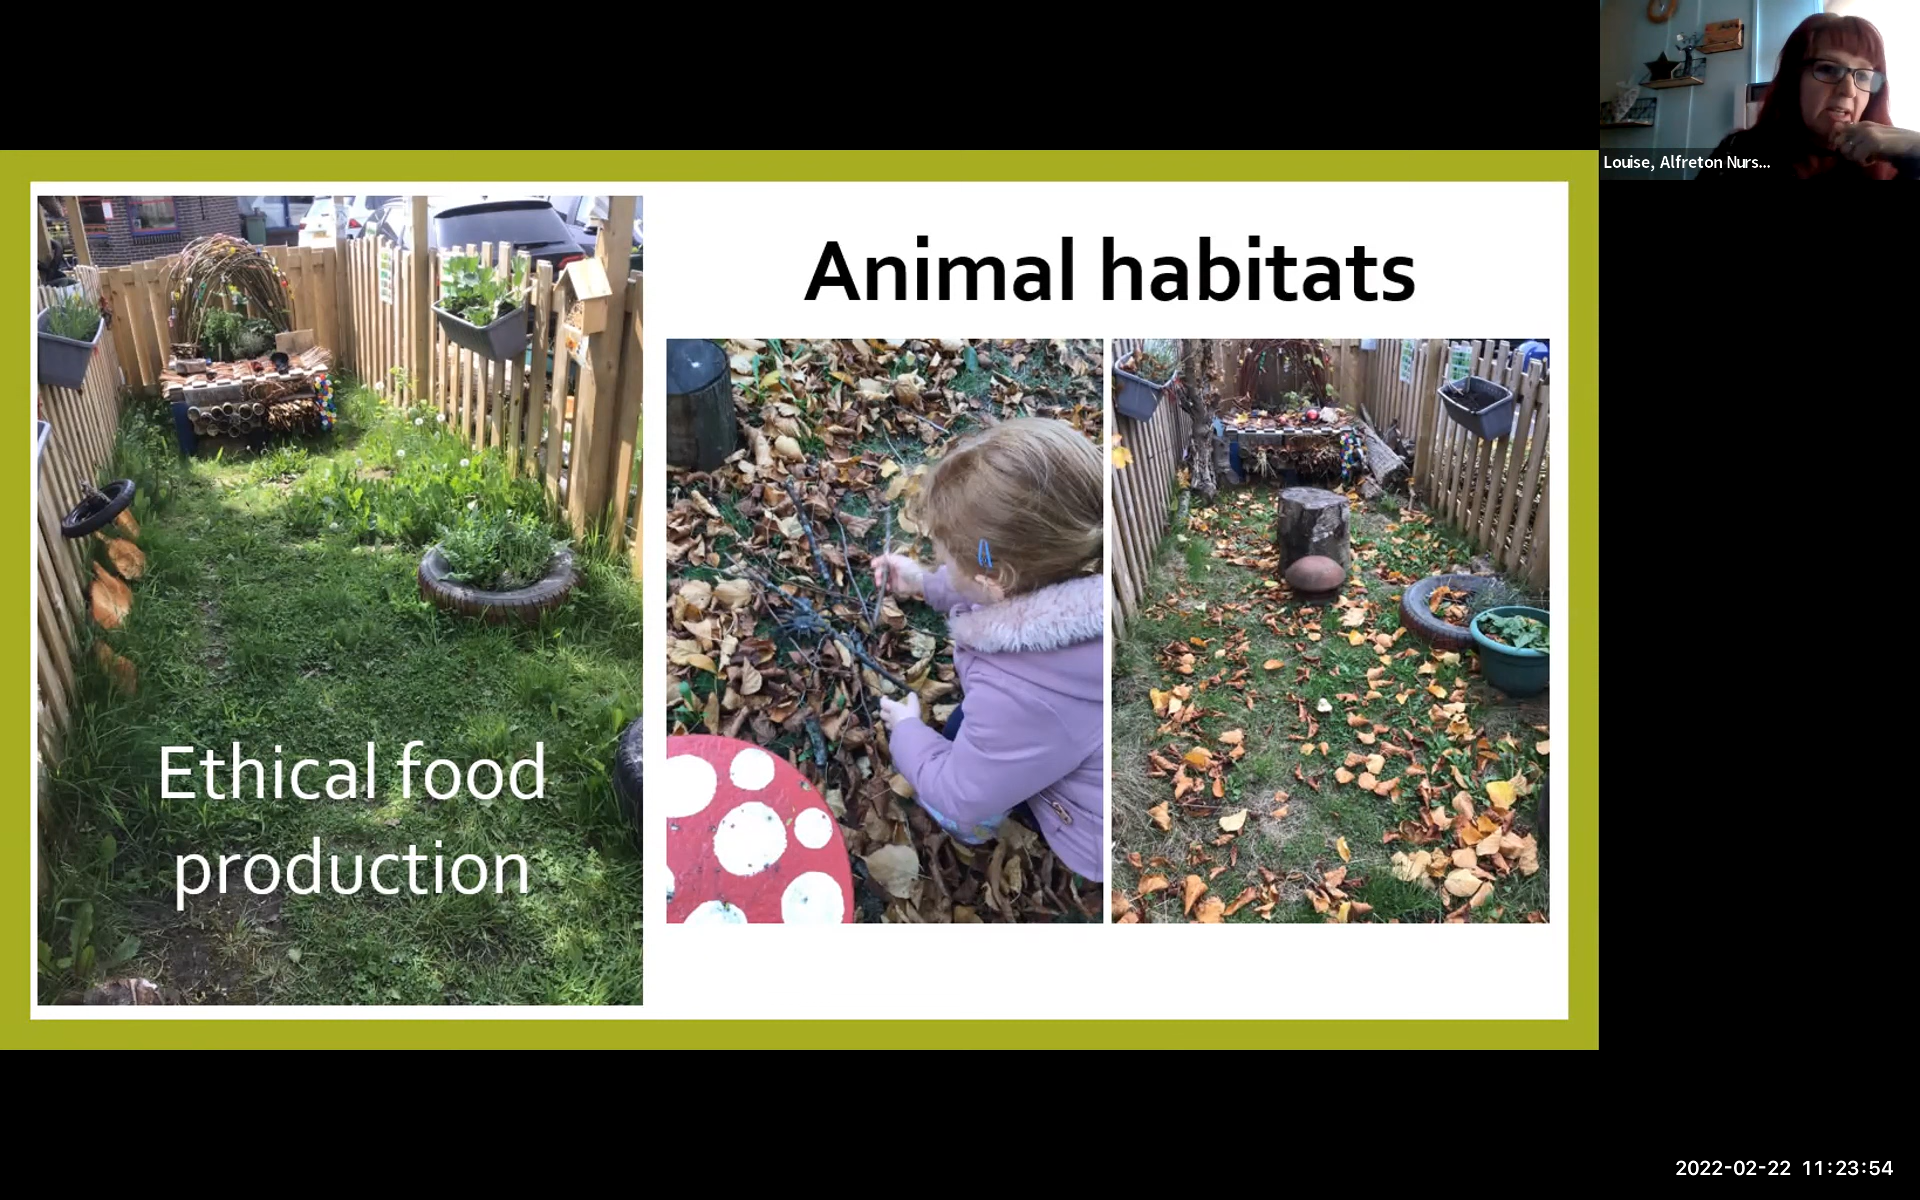 Louise, Alfreton Nurs...
Animal habitats
Ethical food
production
2022-02-22 11:23:54